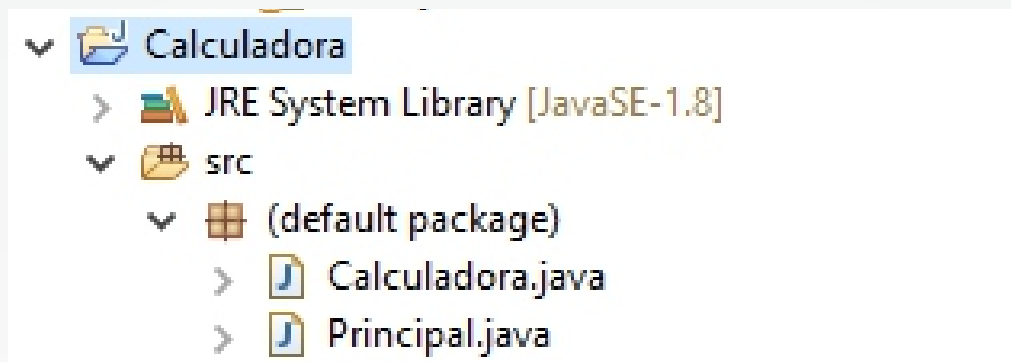 Calculadora
JRE System Library [JavaSE-1.8]
src
(default package)
Calculadora.java
Principal.java